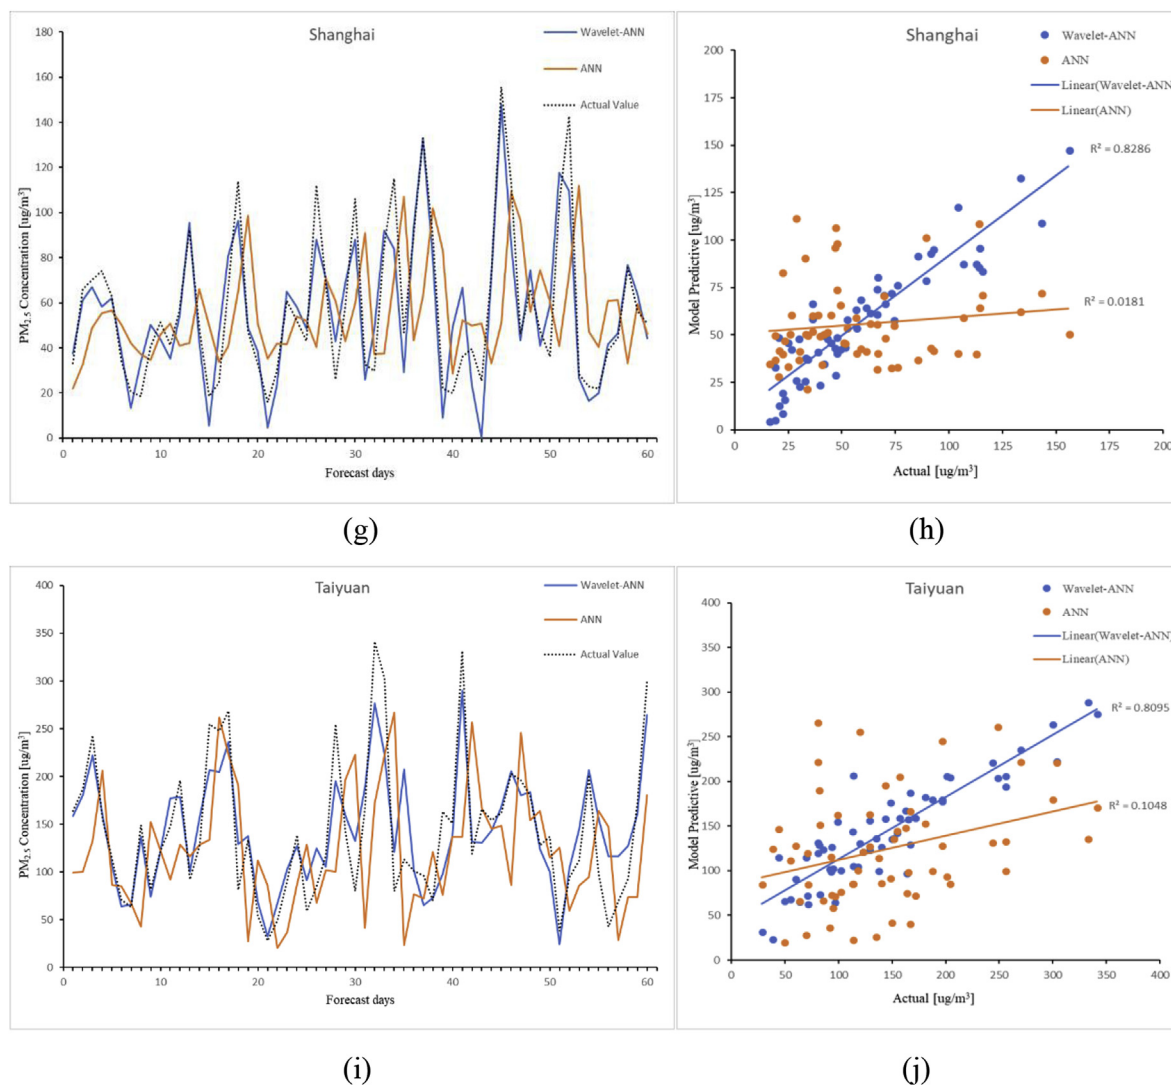 Shanghai
Wavelet-ANN
ANN
Actual Value
PM2.5 Concentration [ug/m3]
180
160
140
120
100
80
60
40
20
0
0 10 20 30 40 50 60
Forecast days
(g)
Shanghai
Wavelet-ANN
ANN
Linear(Wavelet-ANN
Linear(ANN)
R² = 0.8286
R² = 0.0181
Model Predictive [ug/m3]
200
175
150
125
100
75
50
25
0
0 25 50 75 100 125 150 175 200
Actual [ug/m3]
(h)
Taiyuan
Wavelet-ANN
ANN
Actual Value
PM2.5 Concentration [ug/m3]
400
350
300
250
200
150
100
50
0
0 10 20 30 40 50 60
Forecast days
(i)
Taiyuan
Wavelet-ANN
ANN
Linear(Wavelet-ANN)
Linear(ANN)
R² = 0.8095
R² = 0.1048
Model Predictive [ug/m3]
400
350
300
250
200
150
100
50
0
0 50 100 150 200 250 300 350 400
Actual [ug/m3]
(j)